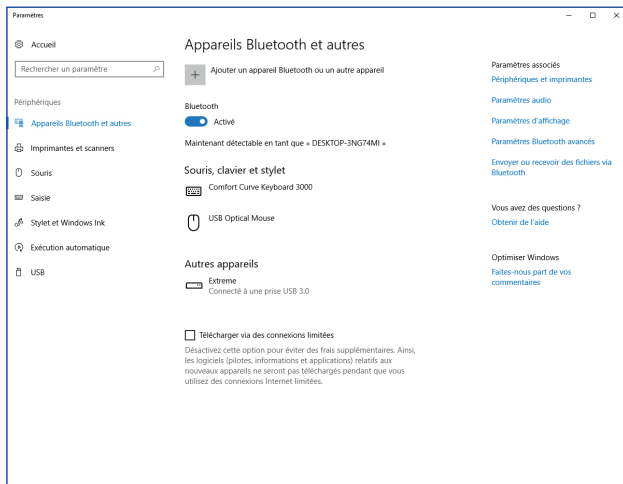 Paramètres
Accueil
Rechercher un paramètre
Périphériques
Appareils Bluetooth et autres
Imprimantes et scanners
Souris
Saisie
Stylet et Windows Ink
Exécution automatique
USB
Appareils Bluetooth et autres
Ajouter un appareil Bluetooth ou un autre appareil
Bluetooth
Activé
Maintenant détectable en tant que « DESKTOP-3NG74MI »
Souris, clavier et stylet
Comfort Curve Keyboard 3000
USB Optical Mouse
Autres appareils
Extreme
Connecté à une prise USB 3.0
Télécharger via des connexions limitées
Désactivez cette option pour éviter des frais supplémentaires. Ainsi,
les logiciels (pilotes, informations et applications) relatifs aux
nouveaux appareils ne seront pas téléchargés pendant que vous
utilisez des connexions Internet limitées.
Paramètres associés
Périphériques et imprimantes
Paramètres audio
Paramètres d'affichage
Paramètres Bluetooth avancés
Envoyer ou recevoir des fichiers via
Bluetooth
Vous avez des questions ?
Obtenir de l'aide
Optimiser Windows
Faites-nous part de vos
commentaires